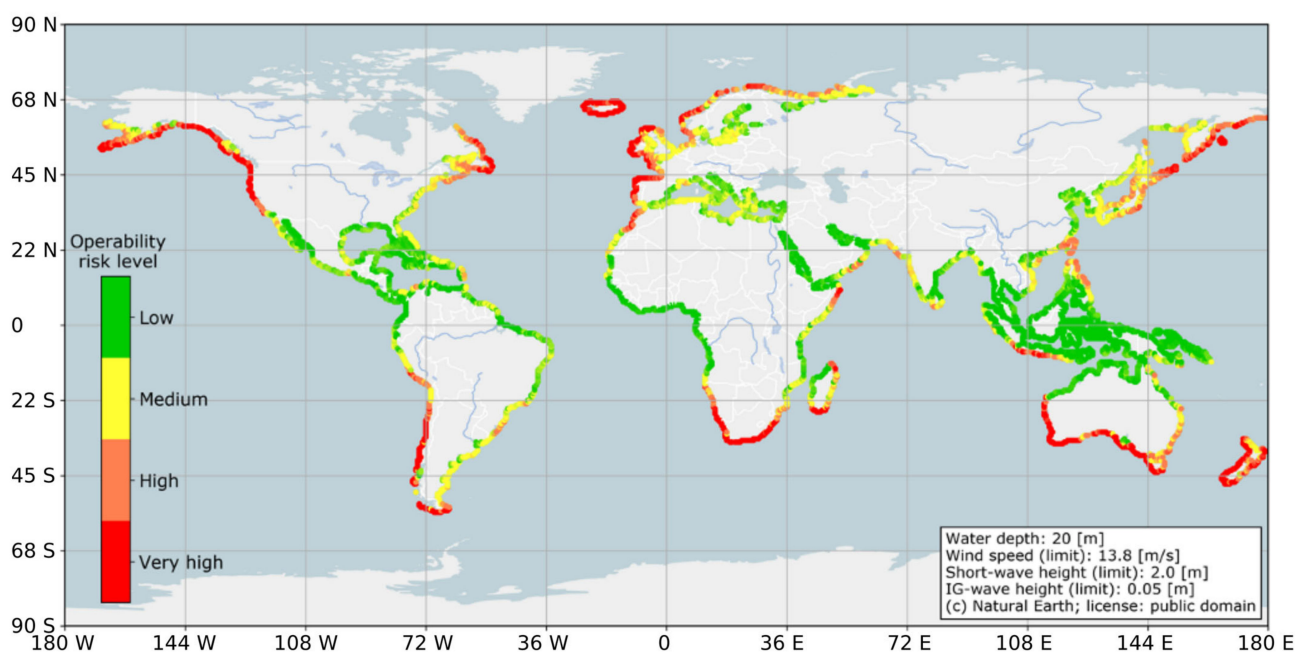 90 N
68 N
45 N
22 N
0
22 S
45 S
68 S
90 S
Operability
risk level
Low
Medium
High
Very high
Water depth: 20 [m]
Wind speed (limit): 13.8 [m/s]
Short-wave height (limit): 2.0 [m]
IG-wave height (limit): 0.05 [m]
(c) Natural Earth; license: public domain
180 W 144 W 108 W 72 W 36 W 0 36 E 72 E 108 E 144 E 180 E